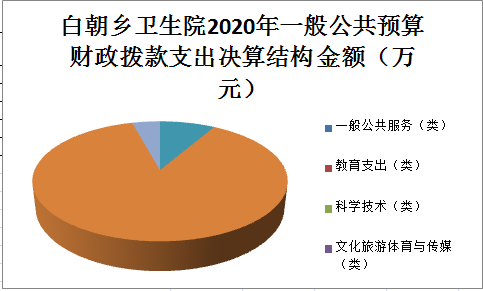 白朝乡卫生院2020年一般公共预算
财政拨款支出决算结构金额（万
元）
一般公共服务（类）
教育支出（类）
科学技术（类）
文化旅游体育与传媒
（类）